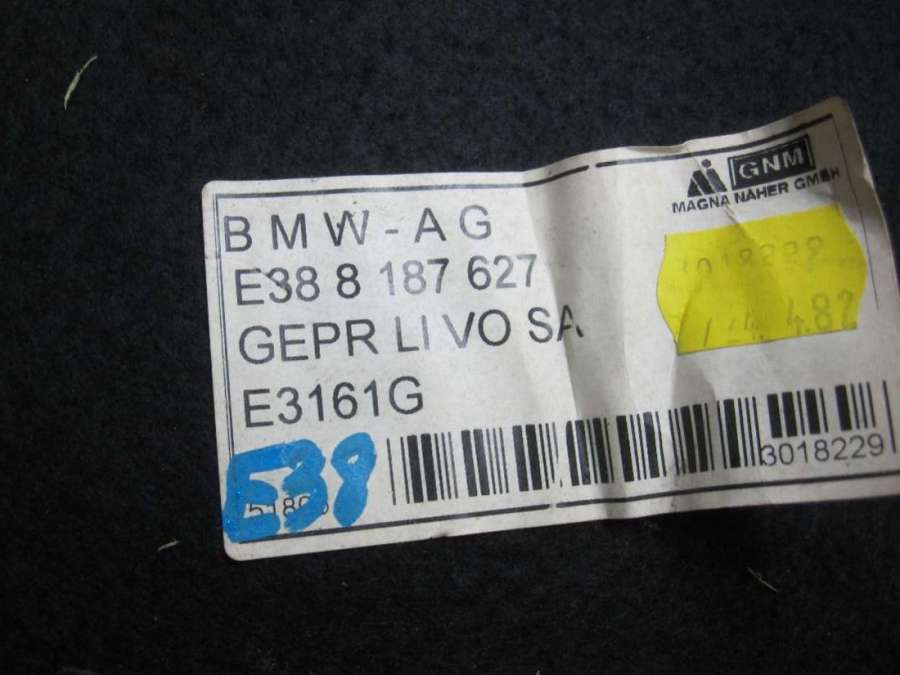 GNM
MAGNA NAHER GMBH
BMW-AG
E38 8 187 627
GEPR LI VO SA
E3161G
3018229
E38